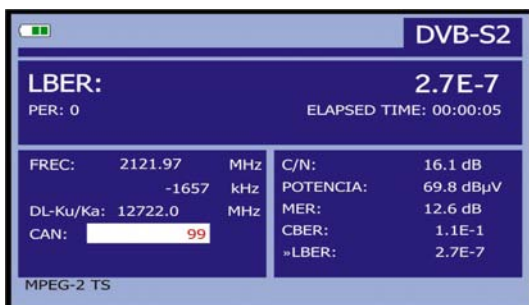 DVB-S2
LBER: 2.7E-7
PER: 0 ELAPSED TIME: 00:00:05
FREC: 2121.97 MHz
-1657 kHz
DL-Ku/Ka: 12722.0 MHz
CAN: 99
C/N: 16.1 dB
POTENCIA: 69.8 dBµV
MER: 12.6 dB
CBER: 1.1E-1
»LBER: 2.7E-7
MPEG-2 TS